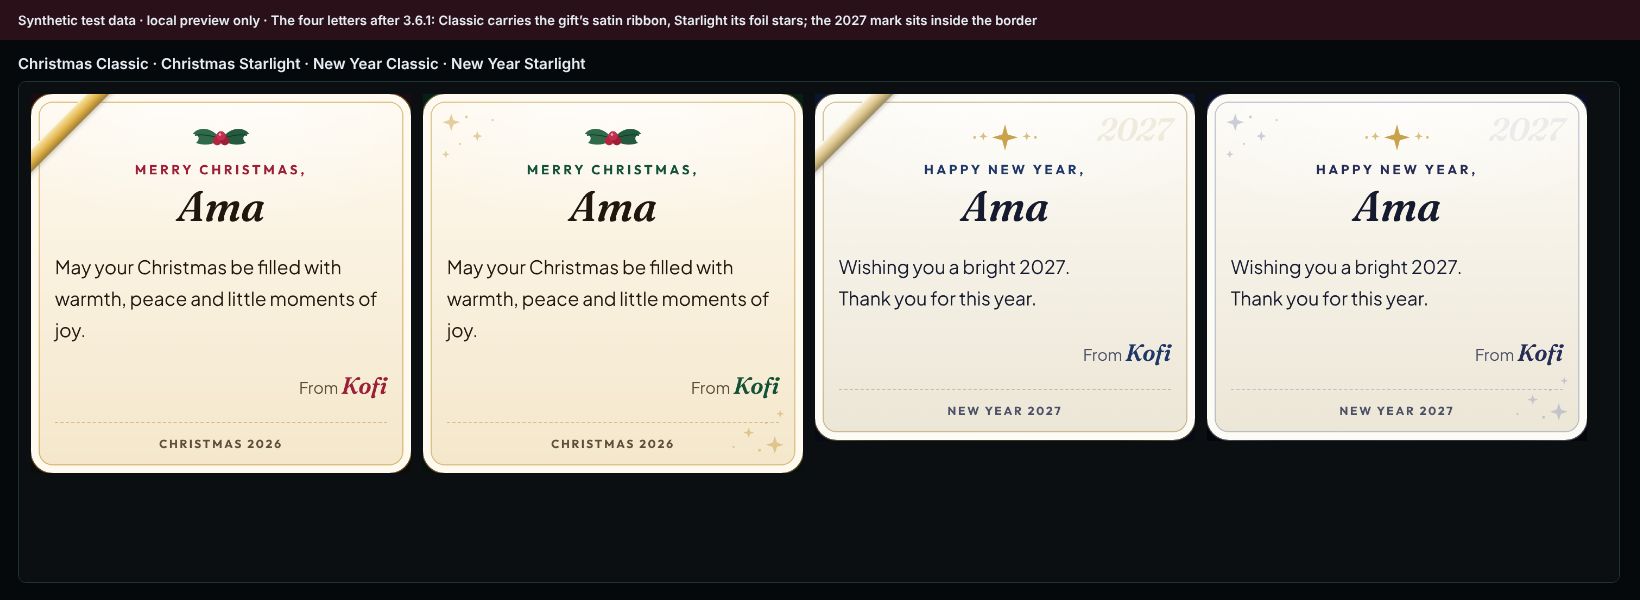 Synthetic test data · local preview only · The four letters after 3.6.1: Classic carries the gift's satin ribbon, Starlight its foil stars; the 2027 mark sits inside the border
Christmas Classic · Christmas Starlight · New Year Classic · New Year Starlight
MERRY CHRISTMAS,
Ama
May your Christmas be filled with
warmth, peace and little moments of
joy.
From Kofi
CHRISTMAS 2026
MERRY CHRISTMAS,
Ama
May your Christmas be filled with
warmth, peace and little moments of
joy.
From Kofi
CHRISTMAS 2026
2027
HAPPY NEW YEAR,
Ama
Wishing you a bright 2027.
Thank you for this year.
From Kofi
NEW YEAR 2027
2027
HAPPY NEW YEAR,
Ama
Wishing you a bright 2027.
Thank you for this year.
From Kofi
NEW YEAR 2027